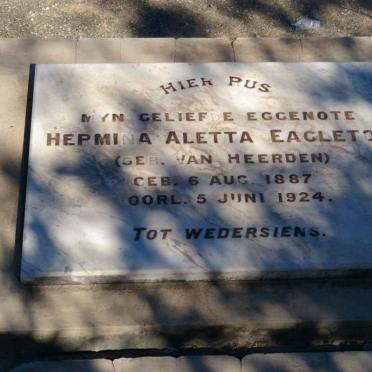 HIER RUS
MYN GELIEFDE EGGENOTE
HERMINA ALETTA EAGLETO
(GEB. VAN HEERDEN)
GEB. 6 AUG. 1887
OORL. 5 JUNI 1924.
TOT WEDERSIENS.